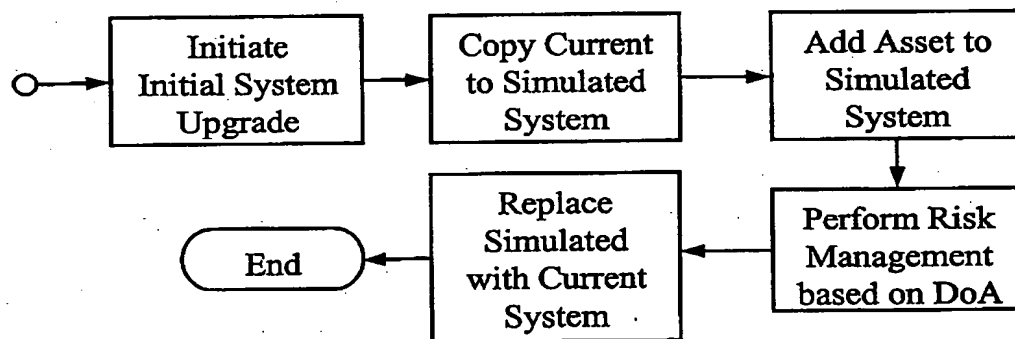 Initiate
Initial System
Upgrade
Copy Current
to Simulated
System
Add Asset to
Simulated
System
Perform Risk
Management
based on DoA
Replace
Simulated
with Current
System
End